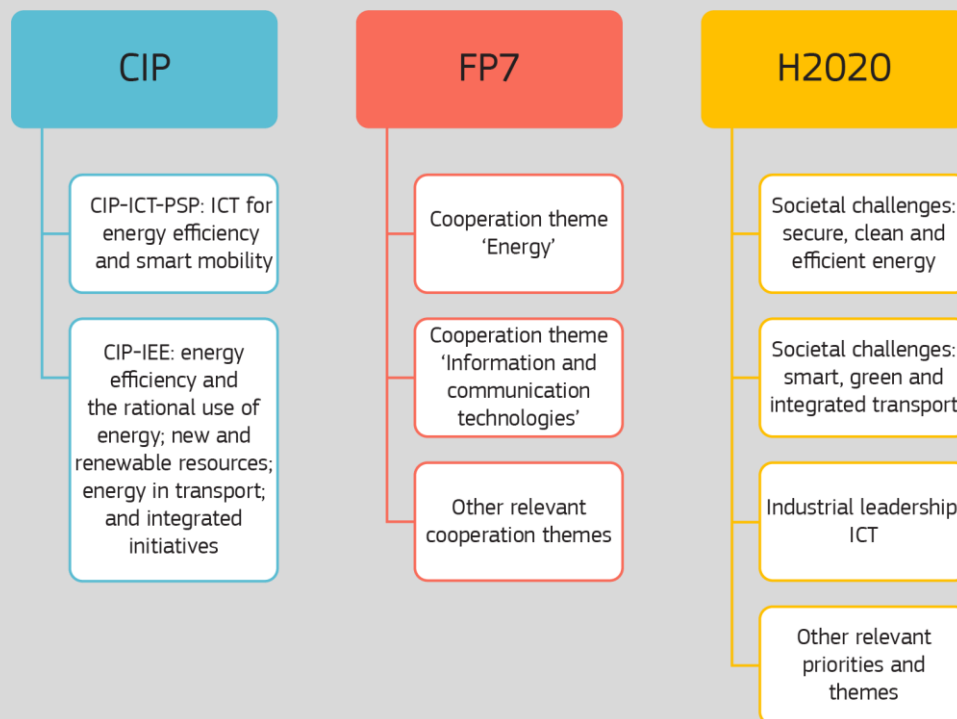 CIP
CIP-ICT-PSP: ICT for
energy efficiency
and smart mobility
CIP-IEE: energy
efficiency and
the rational use of
energy; new and
renewable resources;
energy in transport;
and integrated
initiatives
FP7
Cooperation theme
‘Energy’
Cooperation theme
‘Information and
communication
technologies’
Other relevant
cooperation themes
H2020
Societal challenges:
secure, clean and
efficient energy
Societal challenges:
smart, green and
integrated transport
Industrial leadership
ICT
Other relevant
priorities and
themes